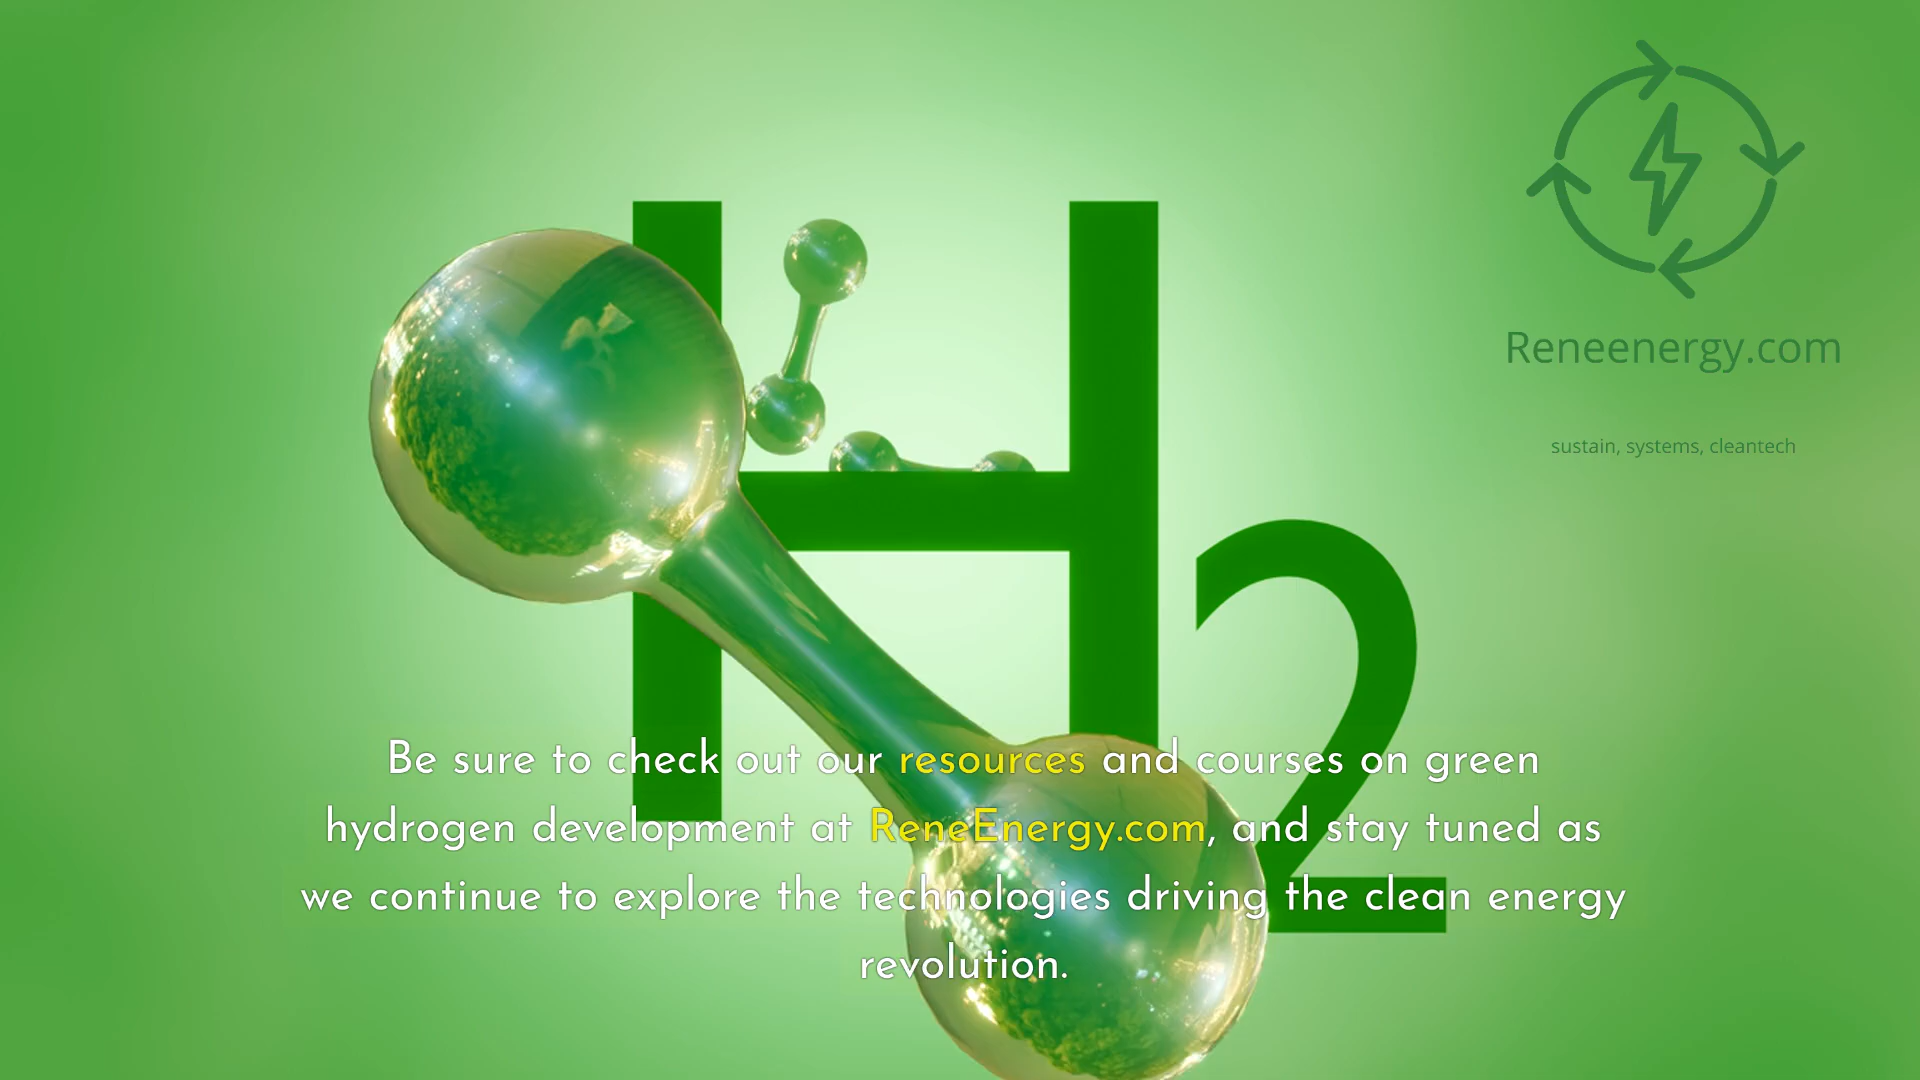 H2
Reneenergy.com
sustain, systems, cleantech
Be sure to check out our resources and courses on green
hydrogen development at ReneEnergy.com, and stay tuned as
we continue to explore the technologies driving the clean energy
revolution.